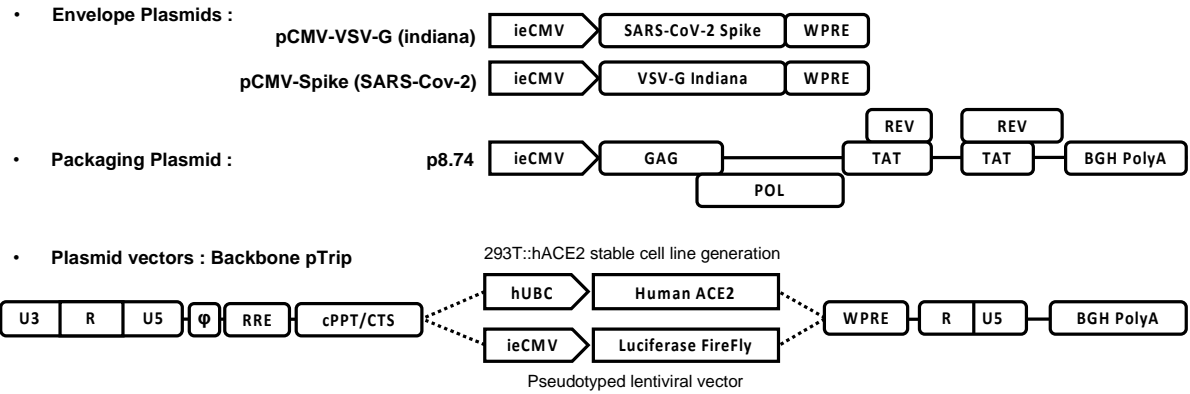 • Envelope Plasmids :
pCMV-VSV-G (indiana) ieCMV SARS-CoV-2 Spike WPRE
pCMV-Spike (SARS-Cov-2) ieCMV VSV-G Indiana WPRE
REV REV
• Packaging Plasmid : p8.74 ieCMV GAG TAT TAT BGH PolyA
POL
• Plasmid vectors : Backbone pTrip
293T::hACE2 stable cell line generation
hUBC Human ACE2
U3 R U5 φ RRE cPPT/CTS WPRE R U5 BGH PolyA
ieCMV Luciferase FireFly
Pseudotyped lentiviral vector